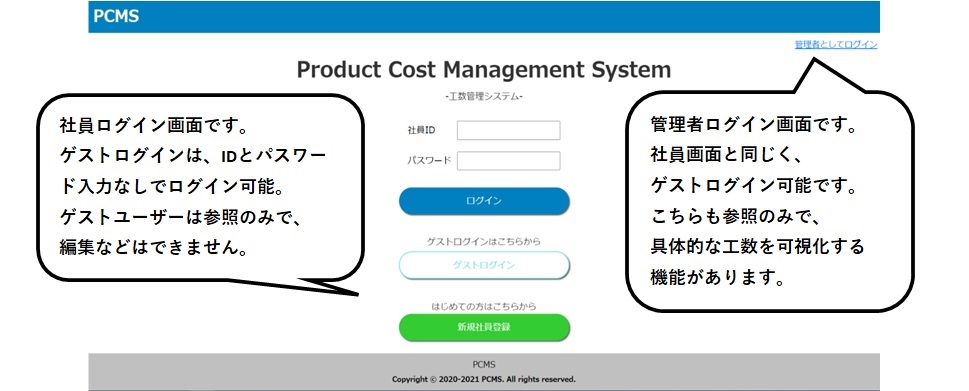 PCMS
管理者としてログイン
Product Cost Management System
-工数管理システム-
社員ID
パスワード
ログイン
ゲストログインはこちらから
ゲストログイン
はじめての方はこちらから
新規社員登録
社員ログイン画面です。
ゲストログインは、IDとパスワー
ド入力なしでログイン可能。
ゲストユーザーは参照のみで、
編集などはできません。
管理者ログイン画面です。
社員画面と同じく、
ゲストログイン可能です。
こちらも参照のみで、
具体的な工数を可視化する
機能があります。
PCMS
Copyright © 2020-2021 PCMS. All rights reserved.